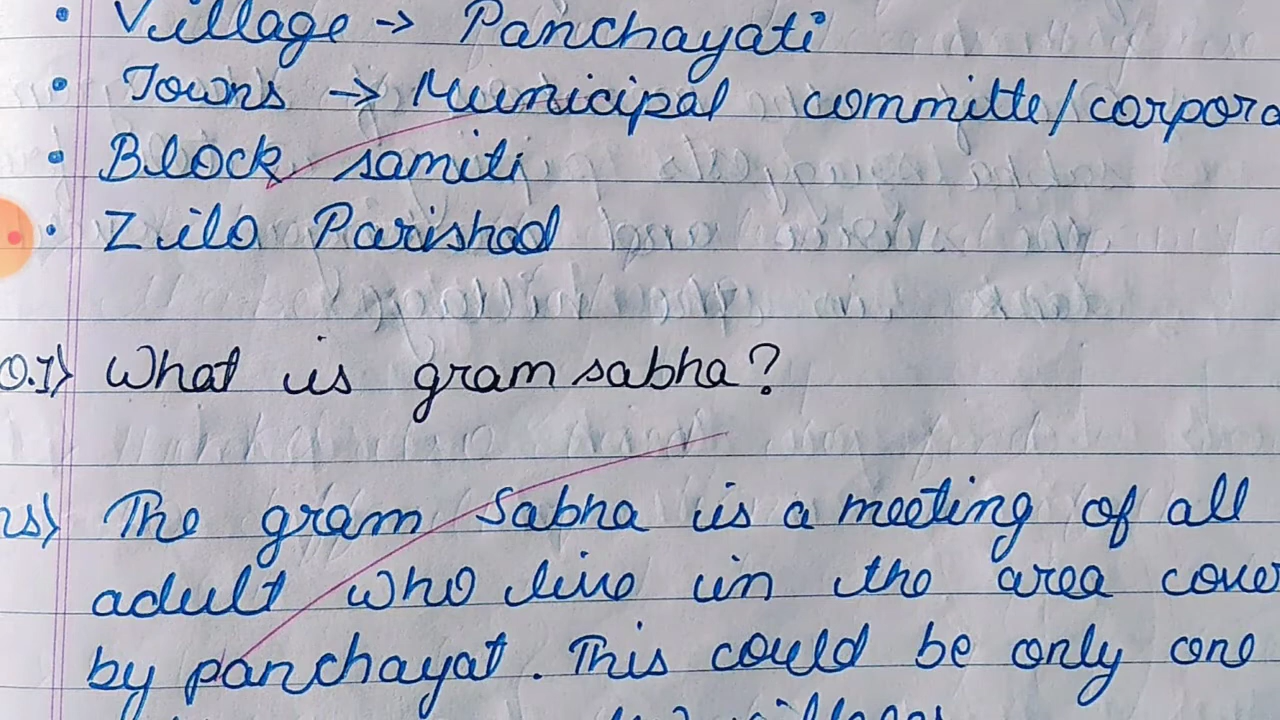 • Village → Panchayati
• Towns → Municipal committe/corpora
• Block samiti
• Zila Parishad
Q.1) What is gram sabha?
ns) The gram Sabha is a meeting of all
adult who live in the area cover
by panchayat. This could be only one
villages